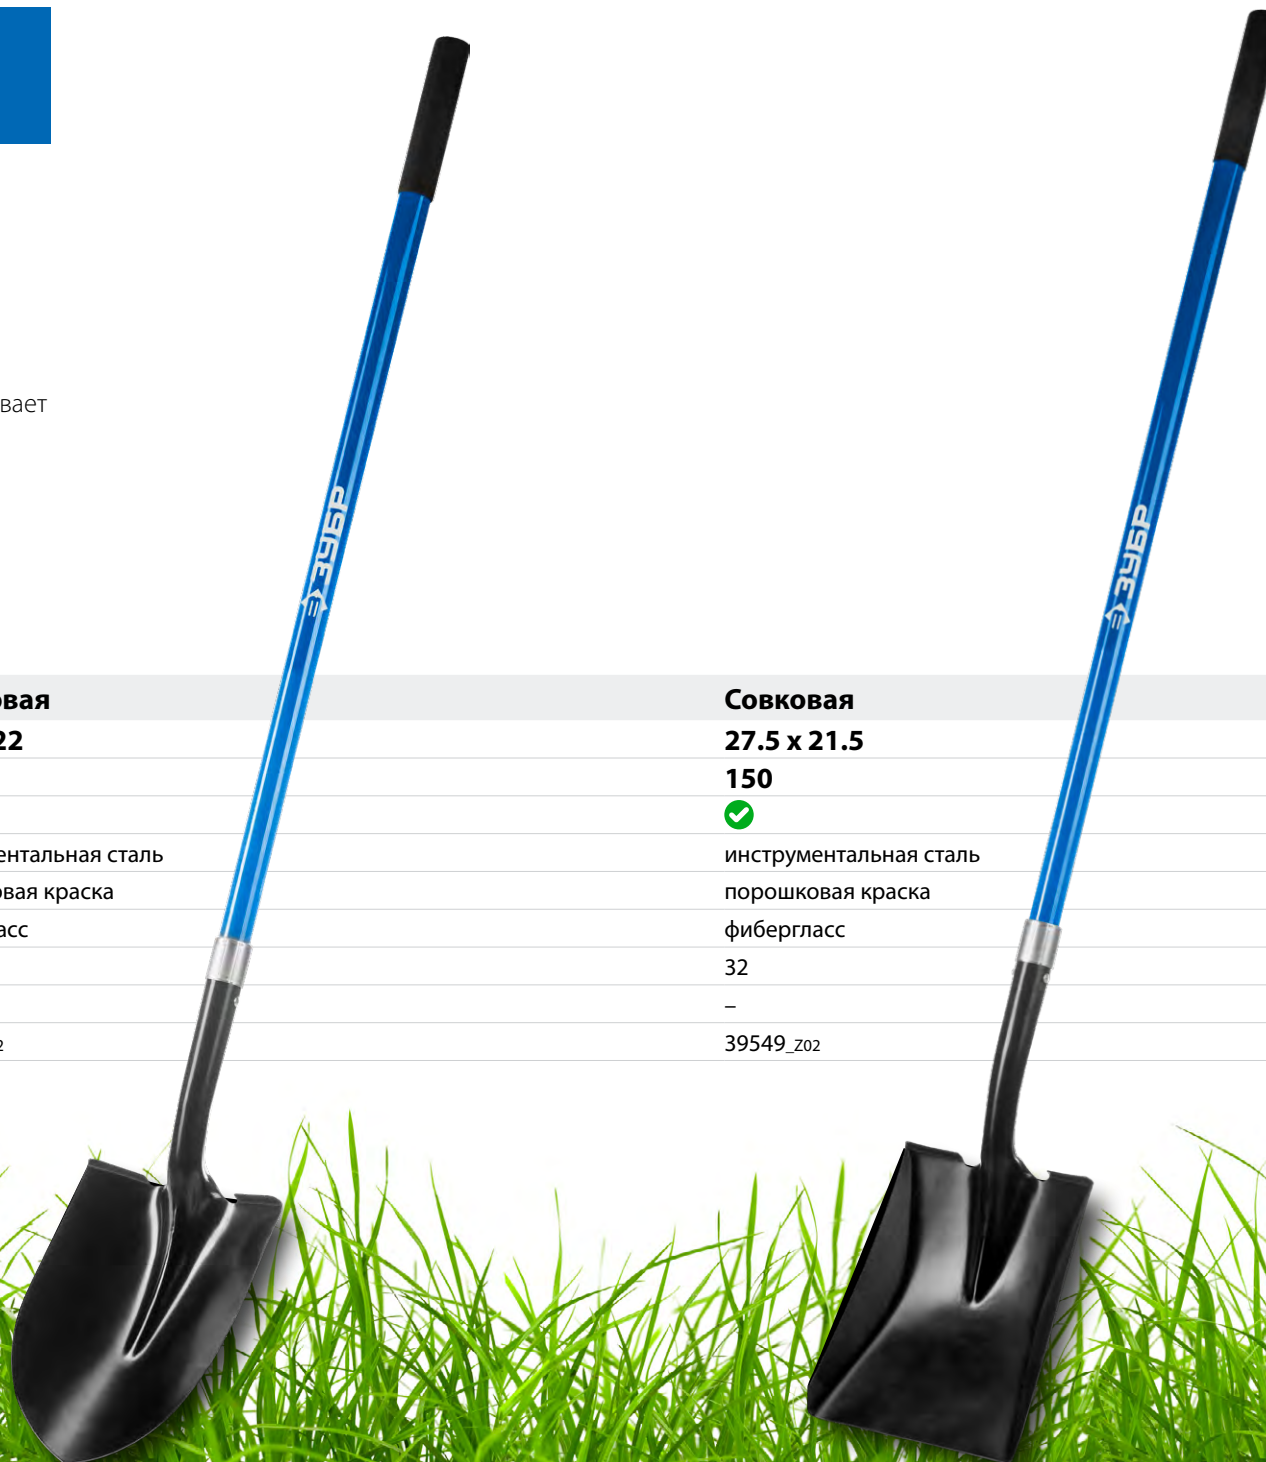 вает
ЗУБР
ЗУБР
овая
Совковая
22
27.5 x 21.5
150
ентальная сталь
инструментальная сталь
овая краска
порошковая краска
асс
фибергласс
32
–
2
39549_Z02